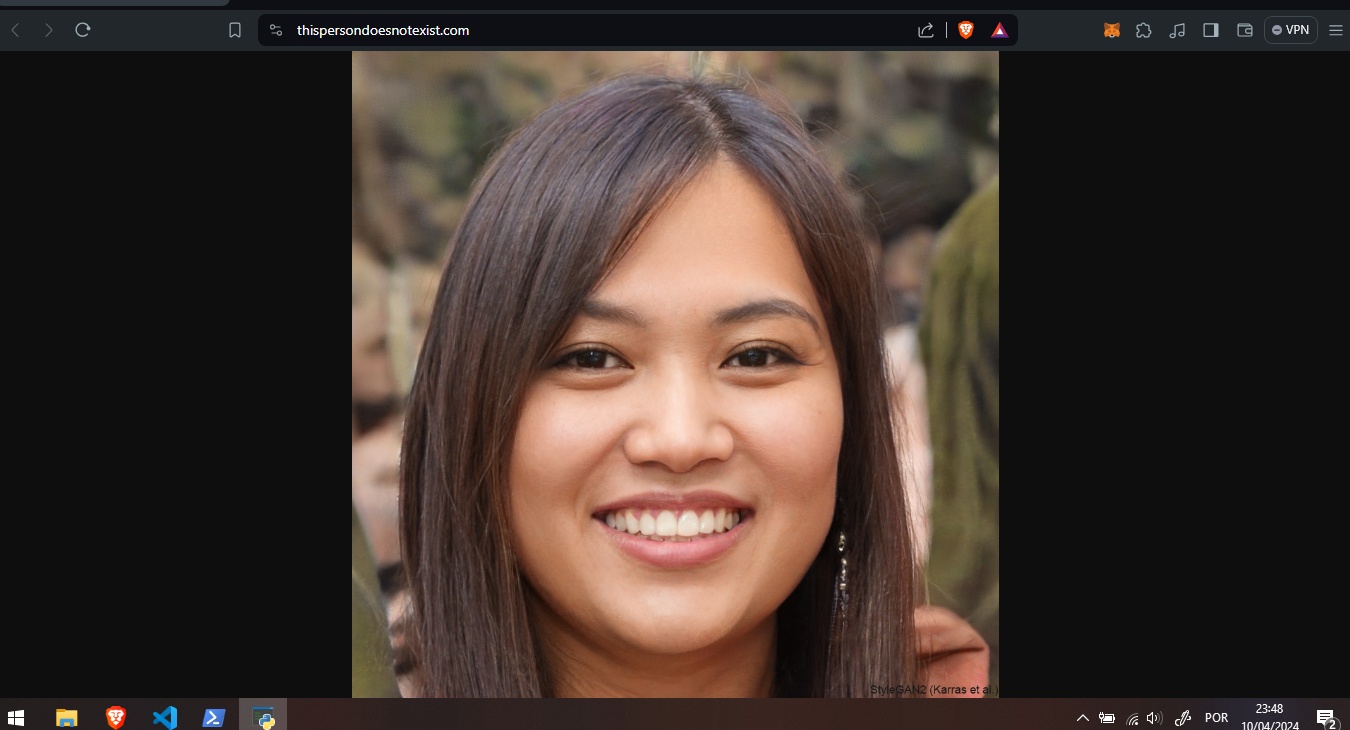 thispersondoesnotexist.com
VPN
StyleGAN2 (Karras et al.)
POR
23:48
10/04/2024
2